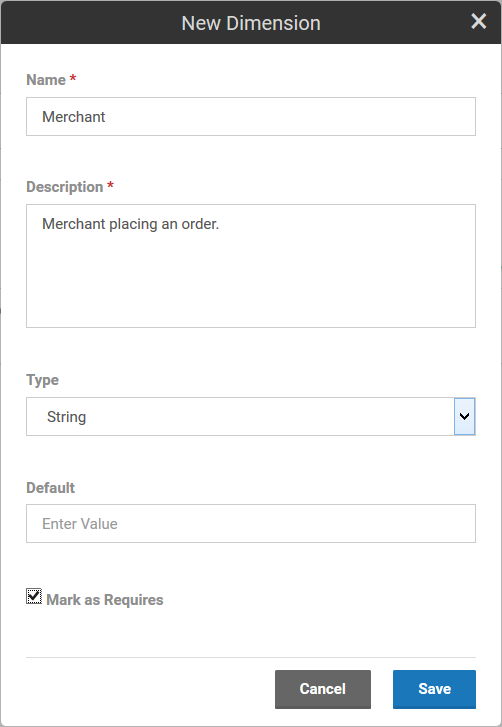 New Dimension
Name *
Merchant
Description *
Merchant placing an order.
Type
String
Default
Enter Value
Mark as Requires
Cancel Save